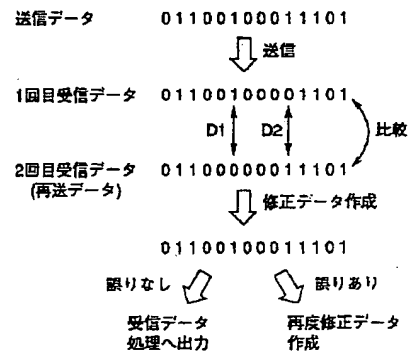 送信データ 01100100011101
送信
1回目受信データ 01100100001101
D1 D2 比較
2回目受信データ 01100000011101
(再送データ)
修正データ作成
01100100011101
誤りなし 誤りあり
受信データ 再度修正データ
処理へ出力 作成